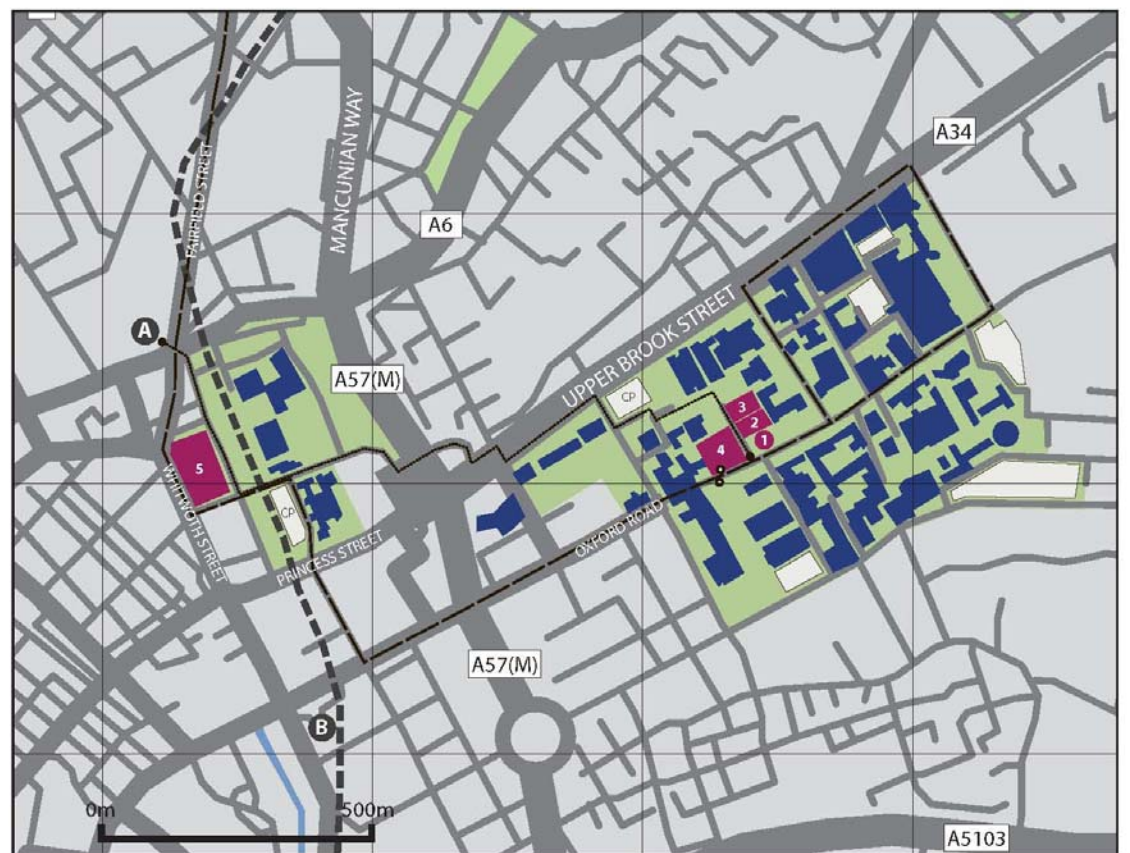 A34
MANCUNIAN WAY
FAIRFIELD STREET
A6
UPPER BROOK STREET
A
A57(M)
CP
3
2
1
4
5
WHITWOTH STREET
CP
OXFORD ROAD
PRINCESS STREET
A57(M)
B
0m 500m
A5103